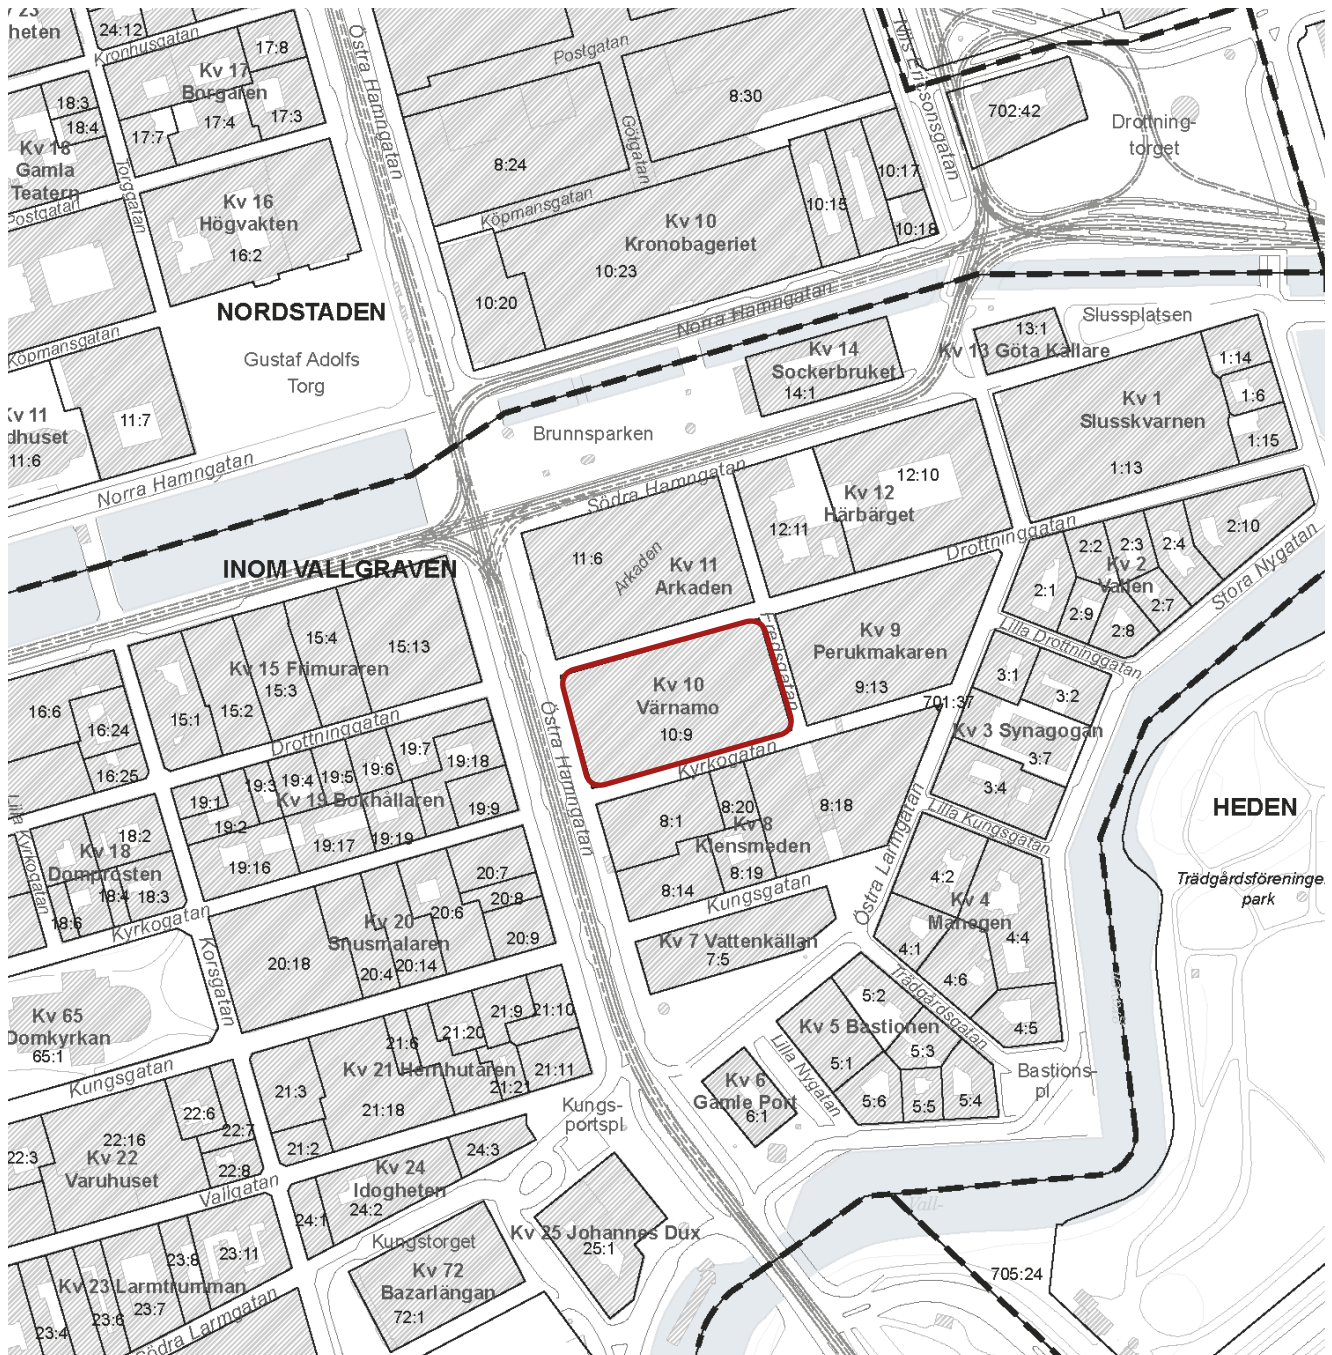 24:12
Kronhusgatan
17:8
Kv 17
Borgaren
18:3
18:4
17:7
17:4
17:3
Gamla
Teatern
Torggatan
Postgatan
Kv 16
Högvakten
16:2
Östra Hamngatan
Postgatan
8:30
Götgatan
8:24
Köpmansgatan
Kv 10
Kronobageriet
10:15
10:17
10:18
10:23
10:20
702:42
Drottning-
torget
NORDSTADEN
Gustaf Adolfs
Torg
Köpmansgatan
11:7
Kv 11
11:6
Norra Hamngatan
Norra Hamngatan
Kv 14
Sockerbruket
14:1
Slussplatsen
13:1
Kv 13 Göta Källare
1:14
1:6
1:15
Kv 1
Slusskvarnen
1:13
Brunnsparken
Södra Hamngatan
12:10
Kv 12
Härbärget
12:11
Drottninggatan
11:6
Arkaden
Kv 11
Arkaden
INOM VALLGRAVEN
2:10
2:4
2:3
2:2
Kv 2
Vallen
2:1
2:9
2:8
2:7
Stora Nygatan
Lilla Drottninggatan
15:4
15:13
Kv 15 Frimuraren
15:3
15:2
15:1
16:6
16:24
16:25
Drottninggatan
Östra Hamngatan
Kv 10
Värnamo
10:9
Kyrkogatan
Kv 9
Perukmakaren
9:13
701:37
3:1
3:2
Kv 3 Synagogan
3:7
3:4
Lilla Kungsgatan
HEDEN
Trädgårdsföreningens
park
19:7
19:6
19:5
19:4
19:3
19:1
19:18
Kv 19 Bokhållaren
19:9
19:2
19:19
19:17
19:16
8:1
8:20
8:18
Kv 8
Klensmeden
8:19
8:14
Kungsgatan
Östra Larmgatan
Lilla Kyrkogatan
18:2
Kv 18
Domprosten
18:4
18:3
18:6
Kyrkogatan
Korsgatan
20:7
20:8
20:6
Kv 20
Snusmalaren
20:9
20:18
20:4
20:14
Kv 7 Vattenkällan
7:5
4:2
Kv 4
Manegen
4:1
4:4
4:6
4:5
Trädgårdsgatan
Kv 65
Domkyrkan
65:1
Kungsgatan
21:9
21:10
21:20
21:6
Kv 21 Herrnhutaren
21:3
21:11
21:21
21:18
21:2
5:2
Kv 5 Bastionen
5:3
5:1
5:6
5:5
5:4
Bastions-
pl.
Lilla Nygatan
Kv 6
Gamle Port
6:1
Kungs-
portspl.
22:6
22:7
22:16
22:3
Kv 22
Varuhuset
22:8
Vallgatan
24:3
Kv 24
Idogheten
24:2
24:1
Kungstorget
Kv 72
Bazarlängan
72:1
Kv 25 Johannes Dux
25:1
705:24
23:11
23:8
Kv 23 Larmtrumman
23:7
23:6
23:4
Södra Larmgatan